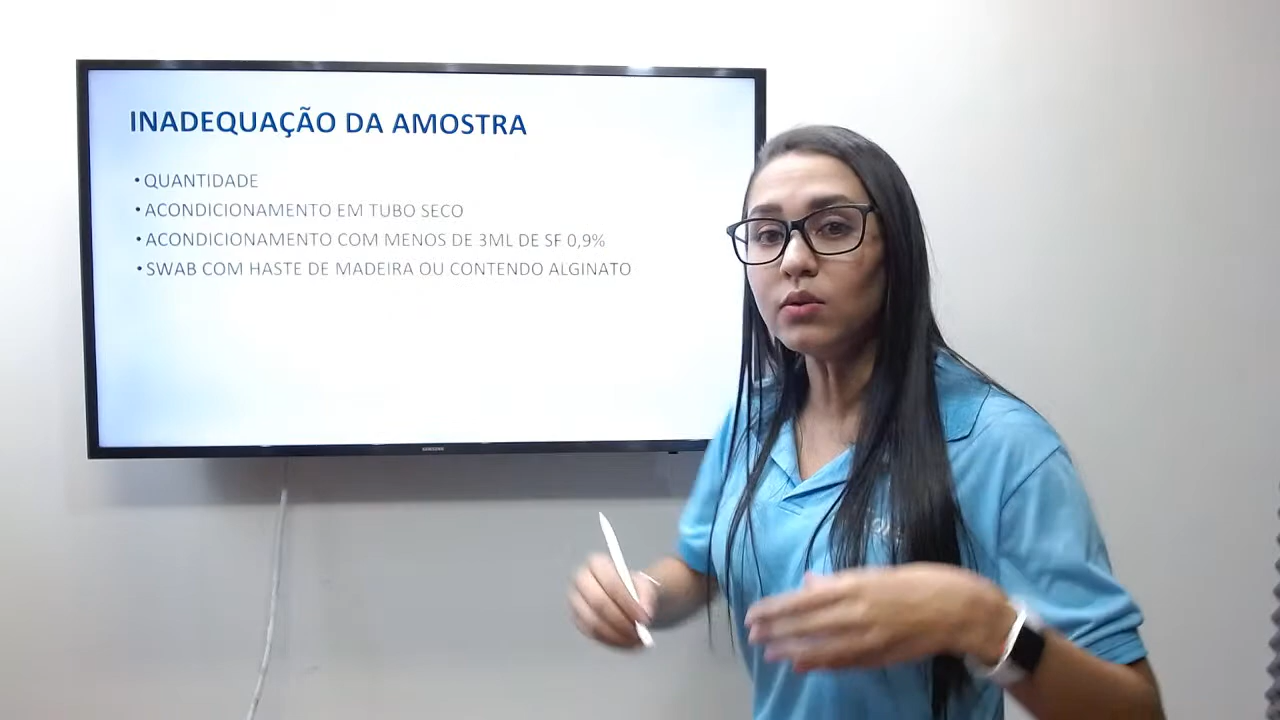 INADEQUAÇÃO DA AMOSTRA
• QUANTIDADE
• ACONDICIONAMENTO EM TUBO SECO
• ACONDICIONAMENTO COM MENOS DE 3ML DE SF 0,9%
• SWAB COM HASTE DE MADEIRA OU CONTENDO ALGINATO
SAMSUNG